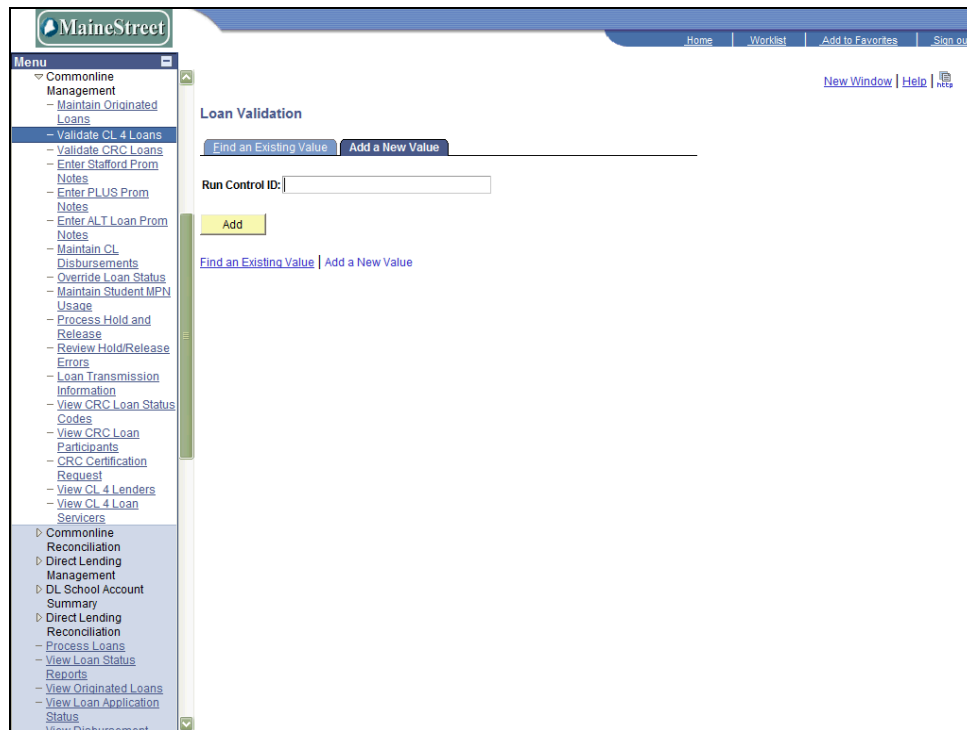 MaineStreet
Home
Worklist
Add to Favorites
Sign ou
Menu
Commonline
Management
Maintain Originated
Loans
Validate CL 4 Loans
Validate CRC Loans
Enter Stafford Prom
Notes
Enter PLUS Prom
Notes
Enter ALT Loan Prom
Notes
Maintain CL
Disbursements
Override Loan Status
Maintain Student MPN
Usage
Process Hold and
Release
Review Hold/Release
Errors
Loan Transmission
Information
View CRC Loan Status
Codes
View CRC Loan
Participants
CRC Certification
Request
View CL 4 Lenders
View CL 4 Loan
Servicers
Commonline
Reconciliation
Direct Lending
Management
DL School Account
Summary
Direct Lending
Reconciliation
Process Loans
View Loan Status
Reports
View Originated Loans
View Loan Application
Status
View Disbursement
New Window | Help | http
Loan Validation
Find an Existing Value
Add a New Value
Run Control ID:
Add
Find an Existing Value | Add a New Value